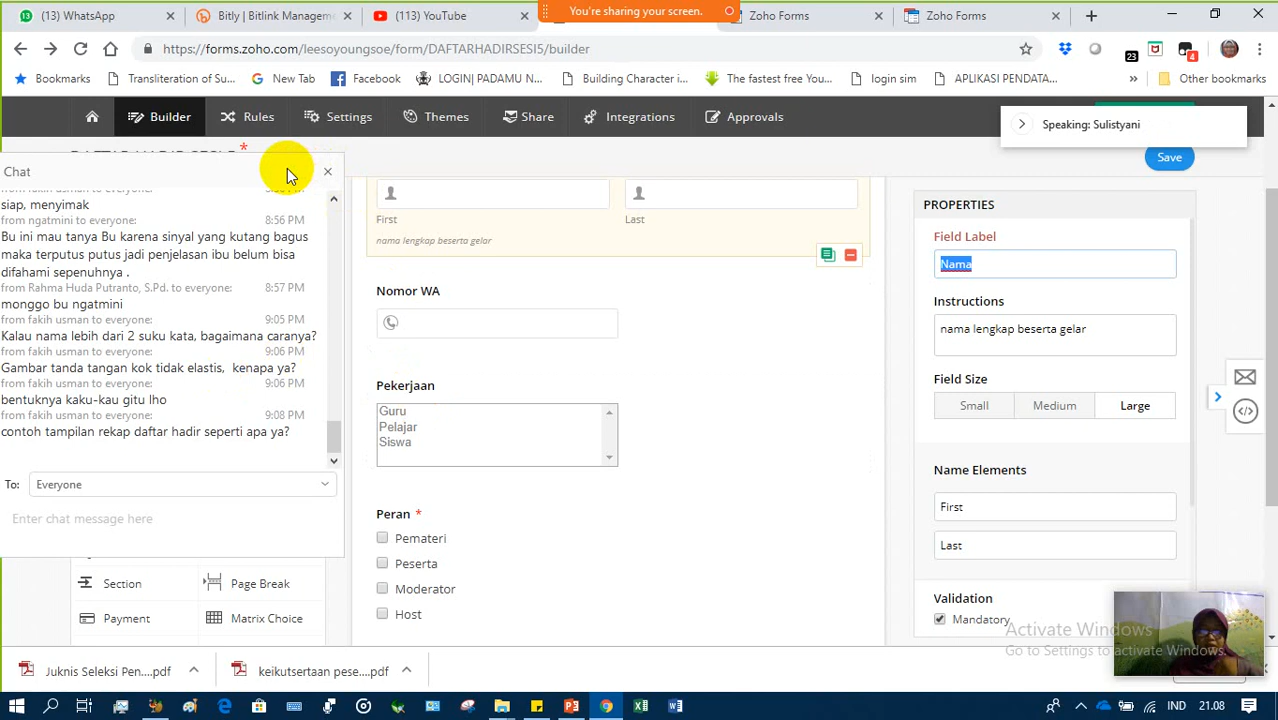 (13) WhatsApp
Bitly | Bitlink Managem
(113) YouTube
You're sharing your screen.
Zoho Forms
Zoho Forms
https://forms.zoho.com/leesoyoungsoe/form/DAFTARHADIRSESI5/builder
23
4
Bookmarks
Transliteration of Su...
New Tab
Facebook
LOGIN| PADAMU N...
Building Character i...
The fastest free You...
login sim
APLIKASI PENDATA...
Other bookmarks
Builder
Rules
Settings
Themes
Share
Integrations
Approvals
Speaking: Sulistyani
Save
Chat
siap, menyimak
from ngatmini to everyone:
8:56 PM
Bu ini mau tanya Bu karena sinyal yang kutang bagus
maka terputus putus jadi penjelasan ibu belum bisa
difahami sepenuhnya .
from Rahma Huda Putranto, S.Pd. to everyone:
8:57 PM
monggo bu ngatmini
from fakih usman to everyone:
9:05 PM
Kalau nama lebih dari 2 suku kata, bagaimana caranya?
from fakih usman to everyone:
9:06 PM
Gambar tanda tangan kok tidak elastis, kenapa ya?
from fakih usman to everyone:
9:06 PM
bentuknya kaku-kau gitu lho
from fakih usman to everyone:
9:08 PM
contoh tampilan rekap daftar hadir seperti apa ya?
To:
Everyone
Enter chat message here
Section
Page Break
Payment
Matrix Choice
First
Last
nama lengkap beserta gelar
Nomor WA
Pekerjaan
Guru
Pelajar
Siswa
Peran *
Pemateri
Peserta
Moderator
Host
PROPERTIES
Field Label
Nama
Instructions
nama lengkap beserta gelar
Field Size
Small
Medium
Large
Name Elements
First
Last
Validation
Mandatory
Activate Windows
Go to Settings to activate Windows.
Juknis Seleksi Pen....pdf
keikutsertaan pese....pdf
IND
21.08